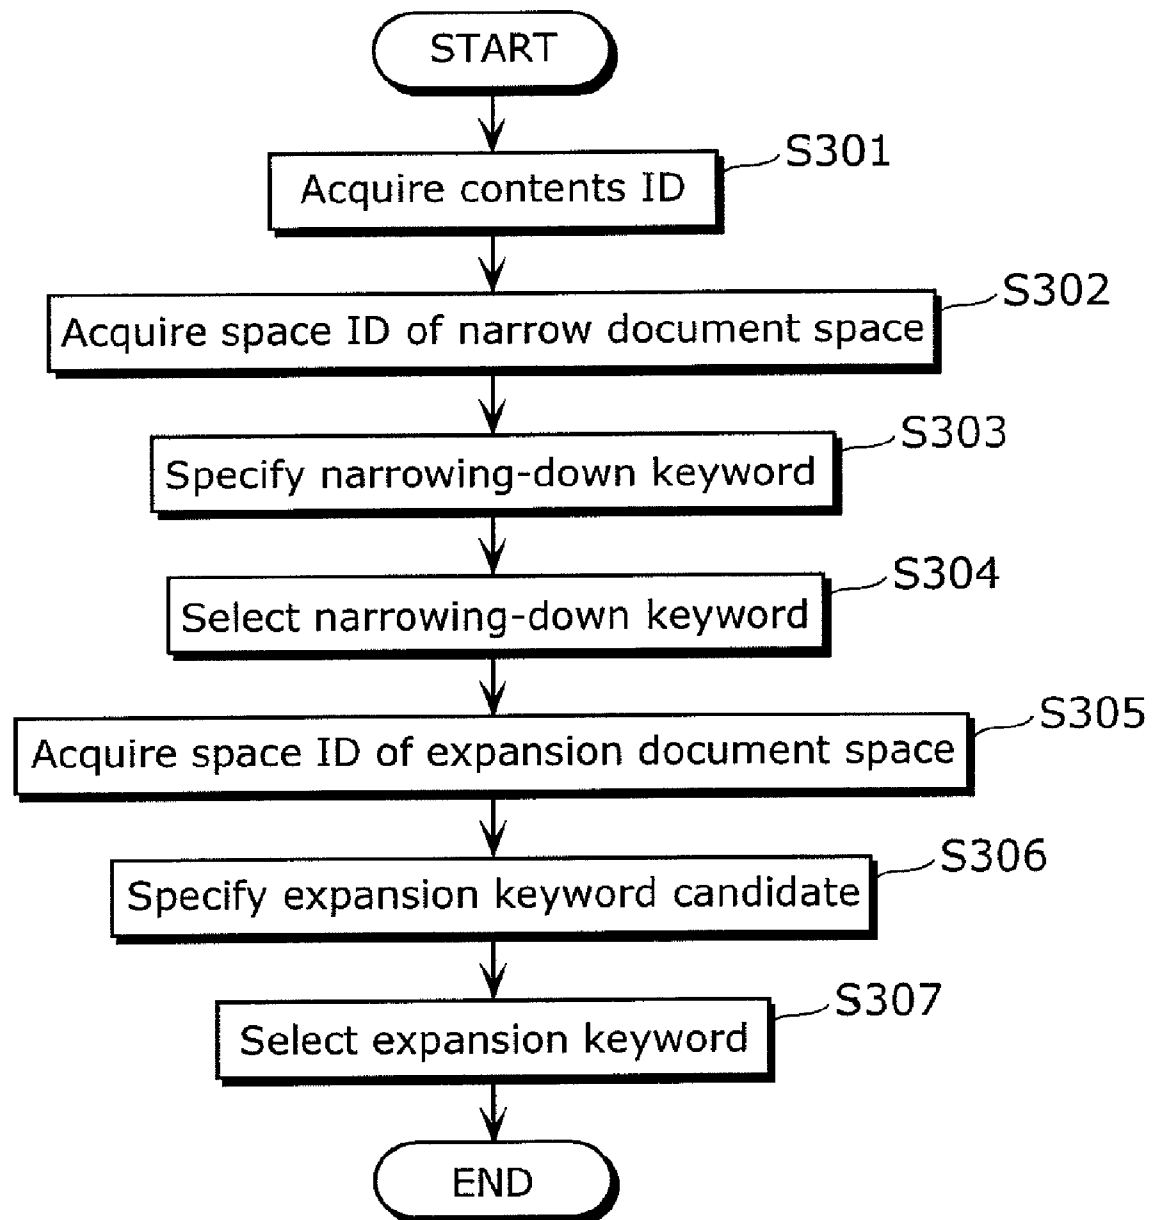 START
S301
Acquire contents ID
S302
Acquire space ID of narrow document space
S303
Specify narrowing-down keyword
S304
Select narrowing-down keyword
S305
Acquire space ID of expansion document space
S306
Specify expansion keyword candidate
S307
Select expansion keyword
END